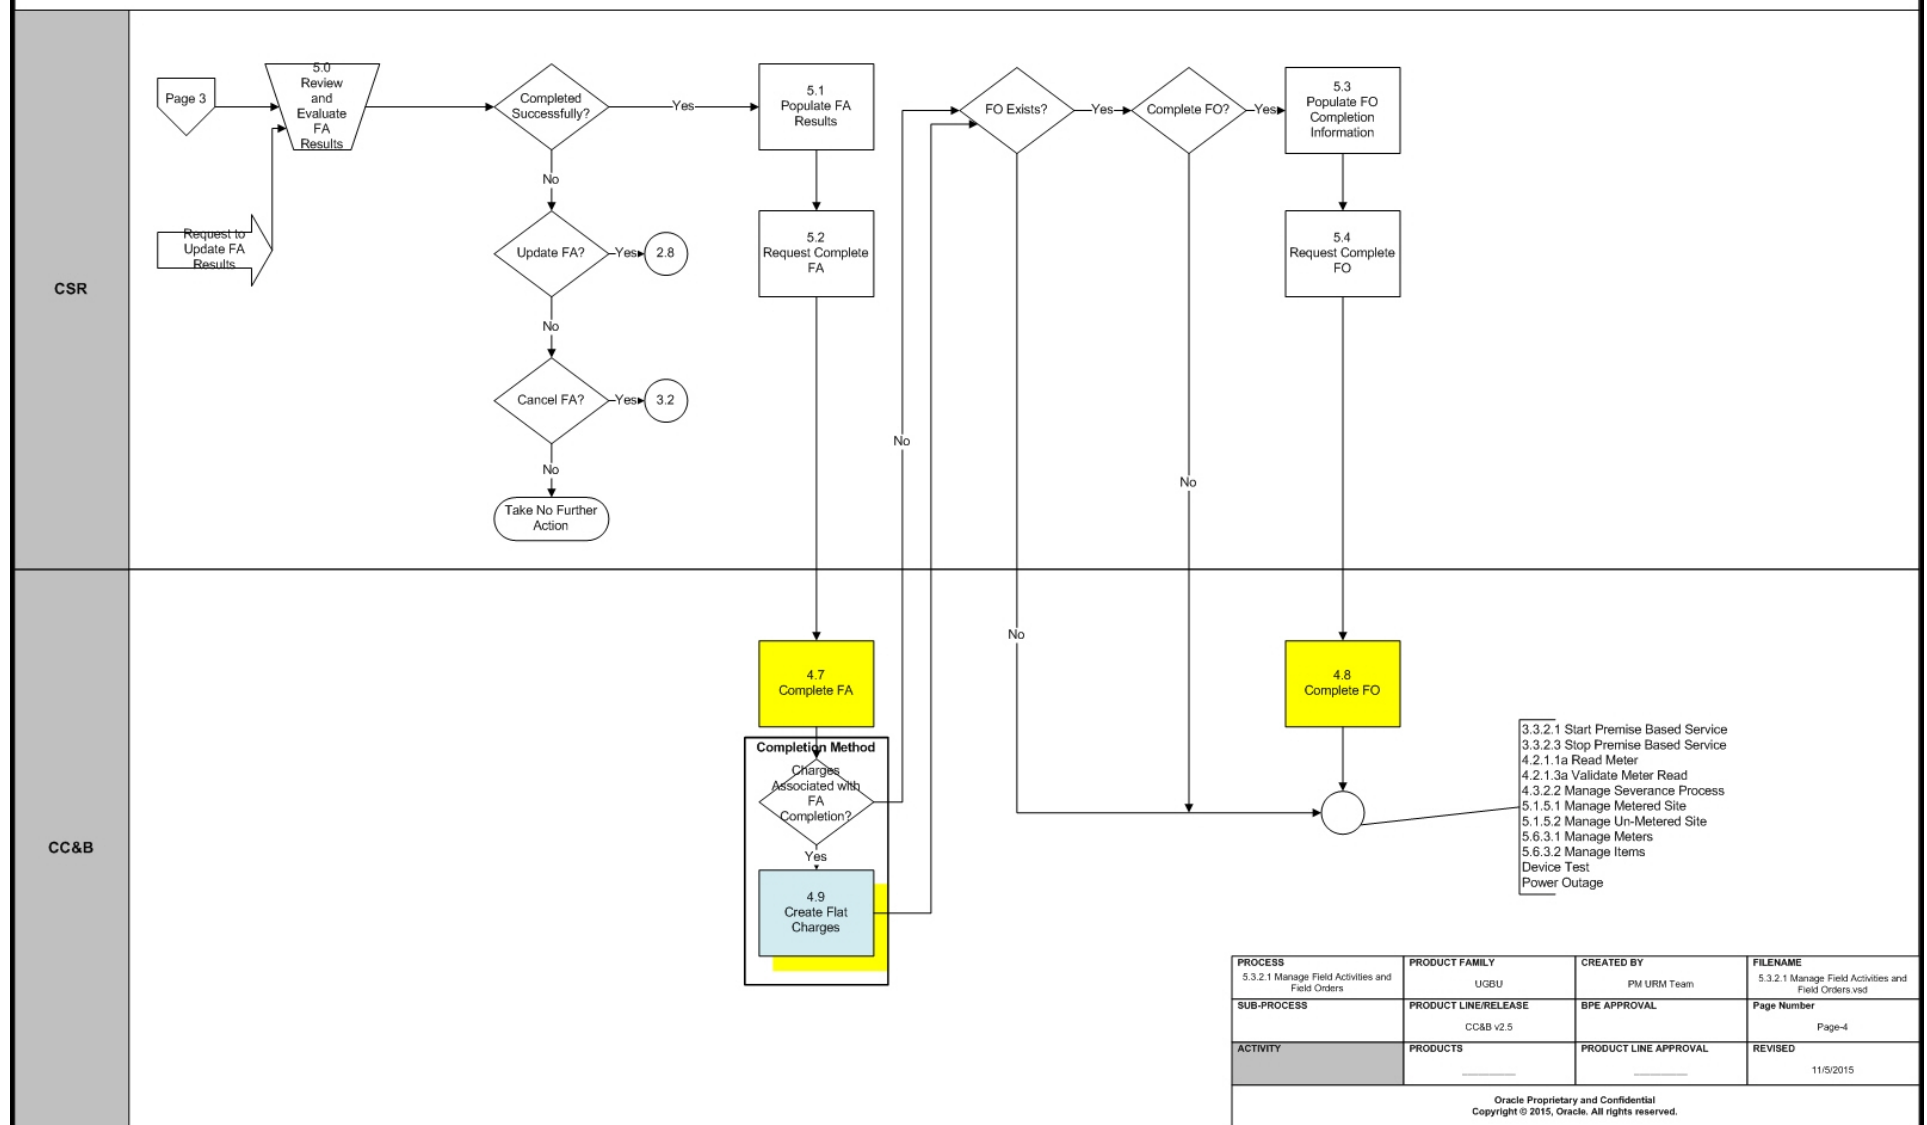 CSR
Page 3
5.0
Review
and
Evaluate
FA
Results
Request to
Update FA
Results
Completed
Successfully?
Yes
No
Update FA?
Yes
2.8
No
Cancel FA?
Yes
3.2
No
Take No Further
Action
5.1
Populate FA
Results
5.2
Request Complete
FA
No
FO Exists?
Yes
No
Complete FO?
Yes
No
5.3
Populate FO
Completion
Information
5.4
Request Complete
FO
CC&B
4.7
Complete FA
Completion Method
Charges
Associated with
FA
Completion?
Yes
4.9
Create Flat
Charges
4.8
Complete FO
3.3.2.1 Start Premise Based Service
3.3.2.3 Stop Premise Based Service
4.2.1.1a Read Meter
4.2.1.3a Validate Meter Read
4.3.2.2 Manage Severance Process
5.1.5.1 Manage Metered Site
5.1.5.2 Manage Un-Metered Site
5.6.3.1 Manage Meters
5.6.3.2 Manage Items
Device Test
Power Outage
PROCESS
5.3.2.1 Manage Field Activities and
Field Orders
PRODUCT FAMILY
UGBU
CREATED BY
PM URM Team
FILENAME
5.3.2.1 Manage Field Activities and
Field Orders.vsd
SUB-PROCESS
PRODUCT LINE/RELEASE
CC&B v2.5
BPE APPROVAL
Page Number
Page-4
ACTIVITY
PRODUCTS
PRODUCT LINE APPROVAL
REVISED
11/5/2015
Oracle Proprietary and Confidential
Copyright © 2015, Oracle. All rights reserved.